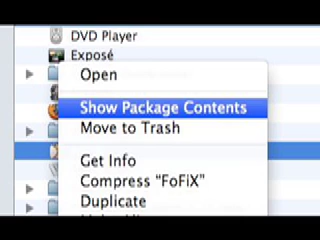 DVD Player
Exposé
Open
Show Package Contents
Move to Trash
Get Info
Compress “FoFiX”
Duplicate